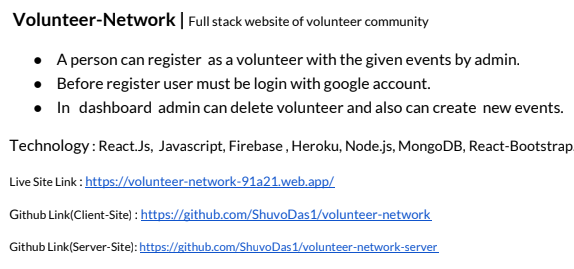 Volunteer-Network | Full stack website of volunteer community
● A person can register as a volunteer with the given events by admin.
● Before register user must be login with google account.
● In dashboard admin can delete volunteer and also can create new events.
Technology : React.Js, Javascript, Firebase , Heroku, Node.js, MongoDB, React-Bootstrap
Live Site Link : https://volunteer-network-91a21.web.app/
Github Link(Client-Site) : https://github.com/ShuvoDas1/volunteer-network
Github Link(Server-Site): https://github.com/ShuvoDas1/volunteer-network-server